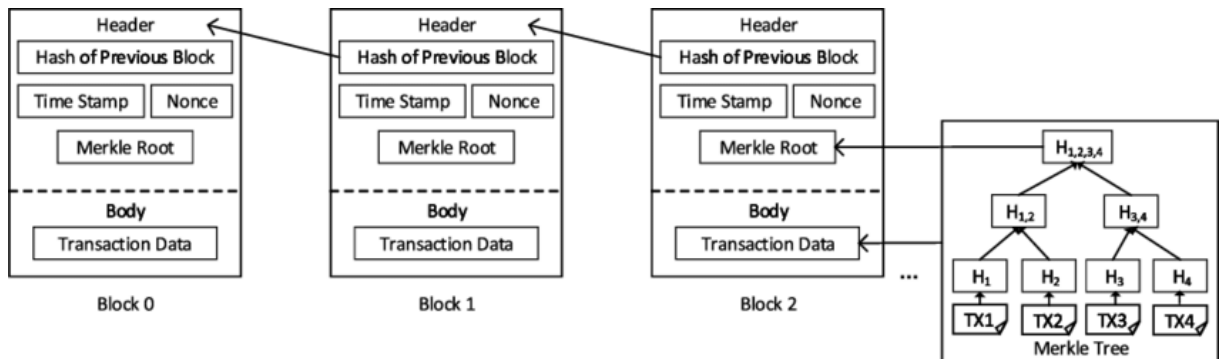 Header
Hash of Previous Block
Time Stamp
Nonce
Merkle Root
Body
Transaction Data
Block 0
Header
Hash of Previous Block
Time Stamp
Nonce
Merkle Root
Body
Transaction Data
Block 1
Header
Hash of Previous Block
Time Stamp
Nonce
Merkle Root
Body
Transaction Data
Block 2
...
H1,2,3,4
H1,2 H3,4
H1 H2 H3 H4
TX1 TX2 TX3 TX4
Merkle Tree